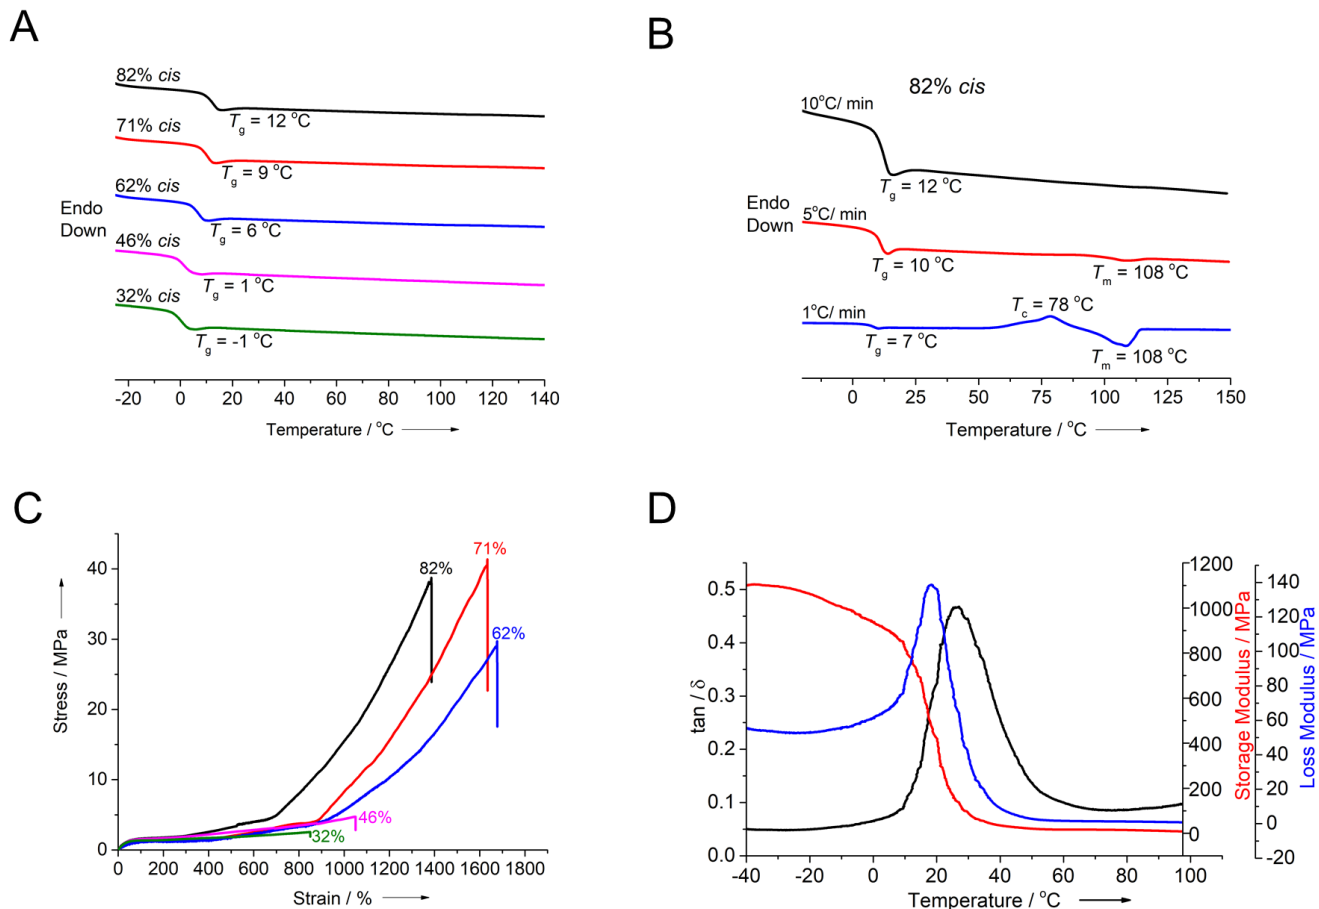 A
82% cis
Tg = 12 °C
71% cis
Tg = 9 °C
62% cis
Tg = 6 °C
46% cis
Tg = 1 °C
32% cis
Tg = -1 °C
Endo
Down
-20 0 20 40 60 80 100 120 140
Temperature / °C
B
82% cis
10°C/ min
Tg = 12 °C
Endo
Down
5°C/ min
Tg = 10 °C
Tm = 108 °C
1°C/ min
Tg = 7 °C
Tc = 78 °C
Tm = 108 °C
0 25 50 75 100 125 150
Temperature / °C
C
Stress / MPa
40
30
20
10
0
82%
71%
62%
46%
32%
0 200 400 600 800 1000 1200 1400 1600 1800
Strain / %
D
tan / δ
0.5
0.4
0.3
0.2
0.1
0.0
-40 -20 0 20 40 60 80 100
Temperature / °C
1200
1000
800
600
400
200
0
Storage Modulus / MPa
140
120
100
80
60
40
20
0
-20
Loss Modulus / MPa